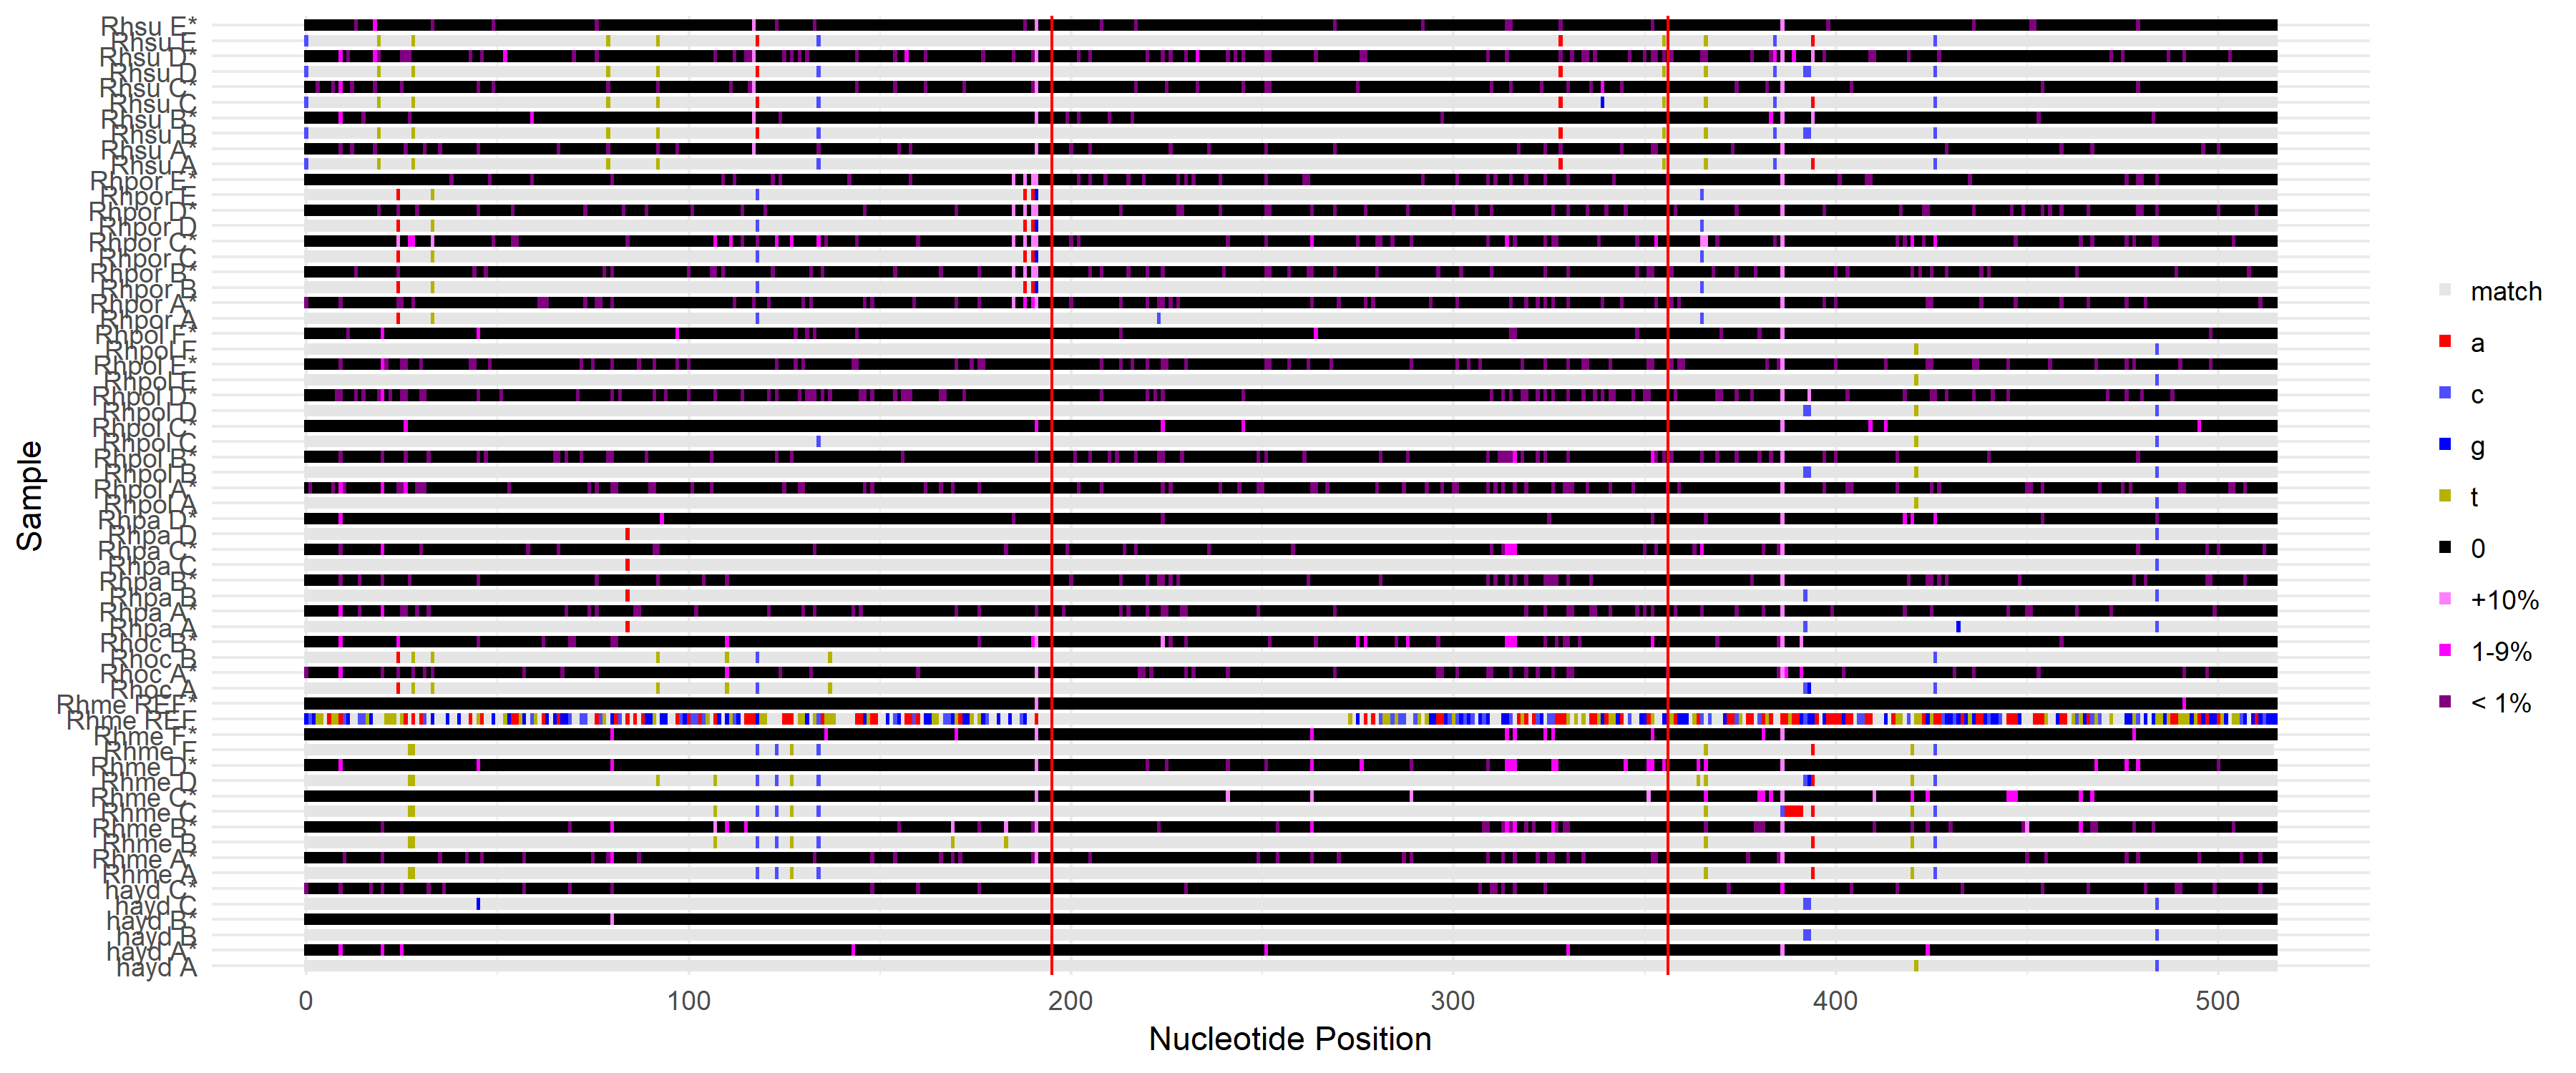 Rhsu E*
Rhsu E
Rhsu D*
Rhsu D
Rhsu C*
Rhsu C
Rhsu B*
Rhsu B
Rhsu A*
Rhsu A
Rhpor E*
Rhpor E
Rhpor D*
Rhpor D
Rhpor C*
Rhpor C
Rhpor B*
Rhpor B
Rhpor A*
Rhpor A
Rhpol F*
Rhpol F
Rhpol E*
Rhpol E
Rhpol D*
Rhpol D
Rhpol C*
Rhpol C
Rhpol B*
Rhpol B
Rhpol A*
Rhpol A
Rhpa D*
Rhpa D
Rhpa C*
Rhpa C
Rhpa B*
Rhpa B
Rhpa A*
Rhpa A
Rhoc B*
Rhoc B
Rhoc A*
Rhoc A
Rhme REF*
Rhme REF
Rhme F*
Rhme F
Rhme D*
Rhme D
Rhme C*
Rhme C
Rhme B*
Rhme B
Rhme A*
Rhme A
hayd C*
hayd C
hayd B*
hayd B
hayd A*
hayd A
Sample
0 100 200 300 400 500
Nucleotide Position
match
a
c
g
t
0
+10%
1-9%
< 1%